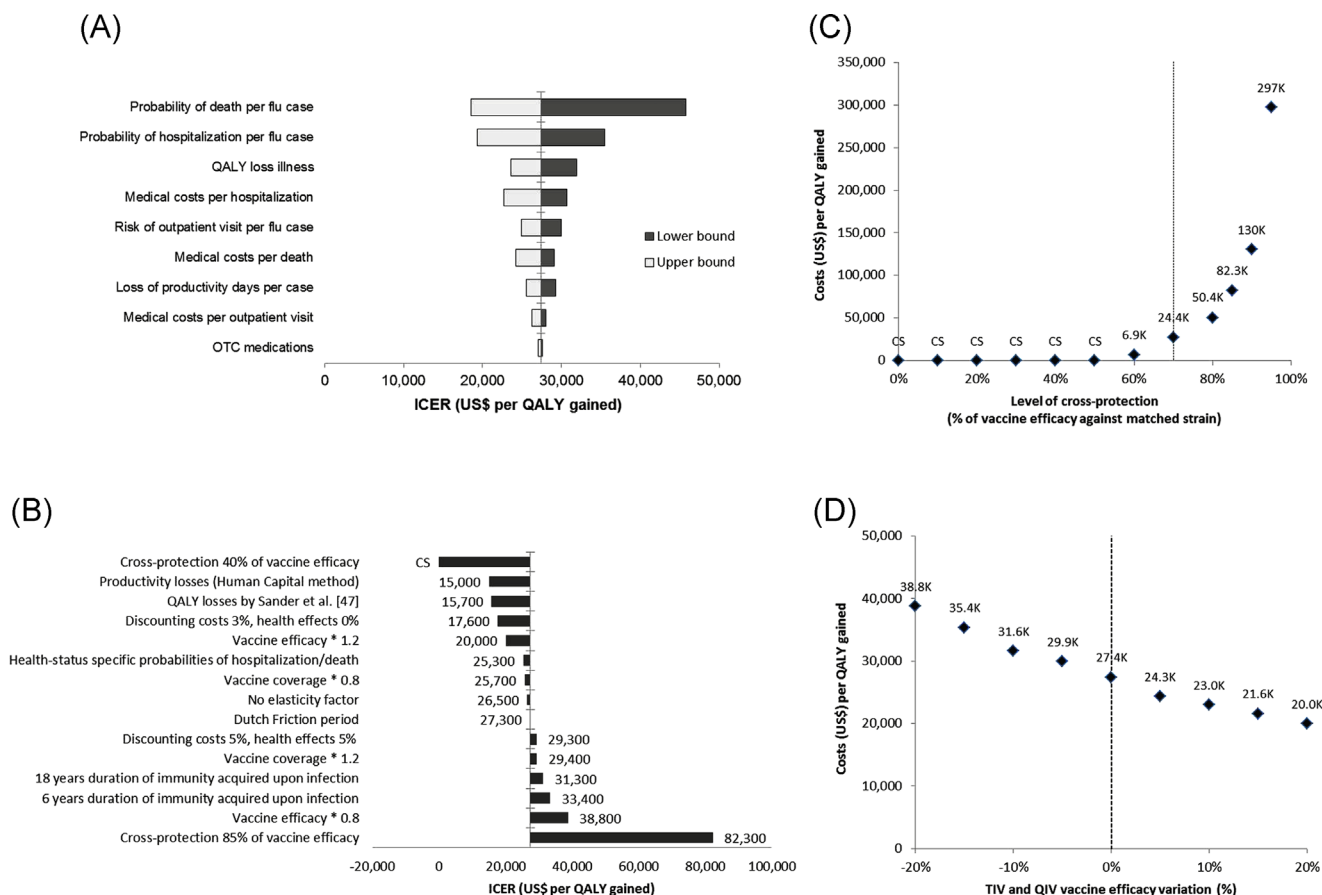 (A)
Probability of death per flu case
Probability of hospitalization per flu case
QALY loss illness
Medical costs per hospitalization
Risk of outpatient visit per flu case
Medical costs per death
Loss of productivity days per case
Medical costs per outpatient visit
OTC medications
Lower bound
Upper bound
0 10,000 20,000 30,000 40,000 50,000
ICER (US$ per QALY gained)
(C)
Costs (US$) per QALY gained
350,000
300,000
250,000
200,000
150,000
100,000
50,000
0
CS CS CS CS CS CS 6.9K 24.4K 50.4K 82.3K 130K 297K
0% 20% 40% 60% 80% 100%
Level of cross-protection
(% of vaccine efficacy against matched strain)
(B)
Cross-protection 40% of vaccine efficacy CS
Productivity losses (Human Capital method) 15,000
QALY losses by Sander et al. [47] 15,700
Discounting costs 3%, health effects 0% 17,600
Vaccine efficacy * 1.2 20,000
Health-status specific probabilities of hospitalization/death 25,300
Vaccine coverage * 0.8 25,700
No elasticity factor 26,500
Dutch Friction period 27,300
Discounting costs 5%, health effects 5% 29,300
Vaccine coverage * 1.2 29,400
18 years duration of immunity acquired upon infection 31,300
6 years duration of immunity acquired upon infection 33,400
Vaccine efficacy * 0.8 38,800
Cross-protection 85% of vaccine efficacy 82,300
-20,000 0 20,000 40,000 60,000 80,000 100,000
ICER (US$ per QALY gained)
(D)
Costs (US$) per QALY gained
50,000
40,000
30,000
20,000
10,000
0
38.8K 35.4K 31.6K 29.9K 27.4K 24.3K 23.0K 21.6K 20.0K
-20% -10% 0% 10% 20%
TIV and QIV vaccine efficacy variation (%)